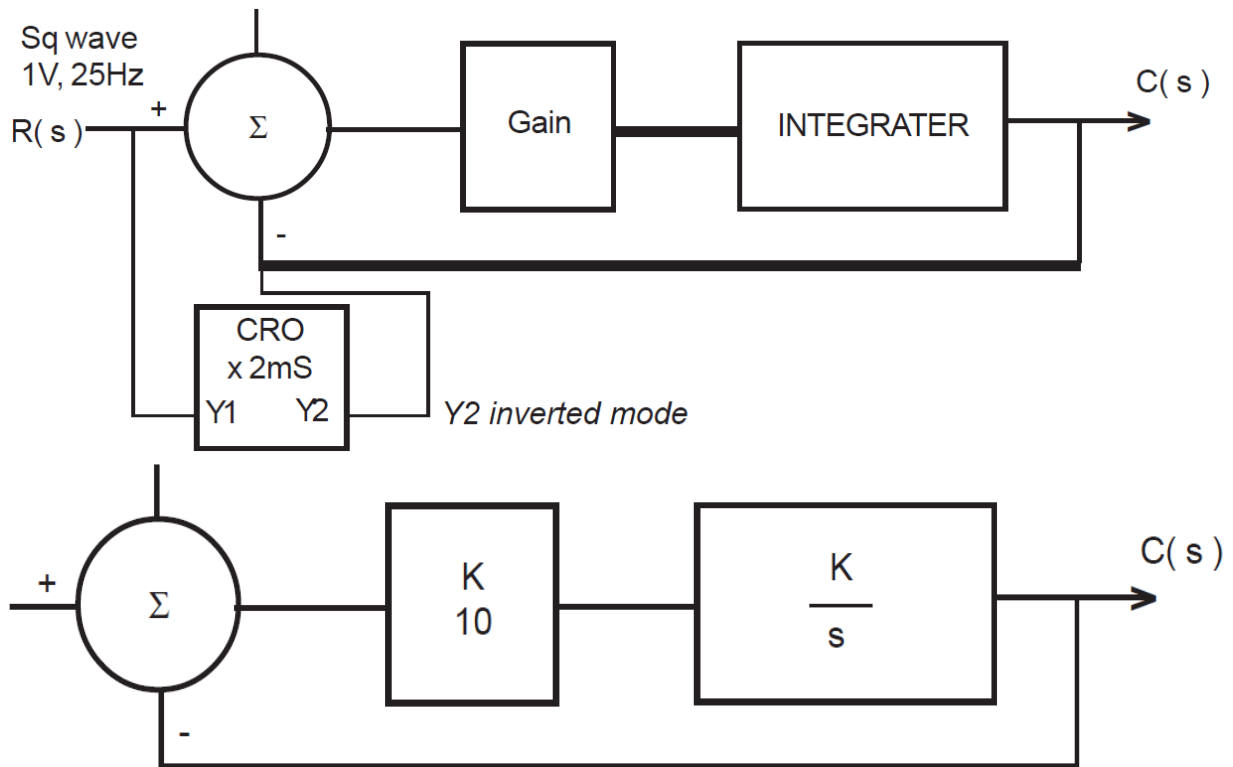 Sq wave
1V, 25Hz
R( s )
+
Σ
-
Gain
INTEGRATER
C( s )
CRO
x 2mS
Y1 Y2
Y2 inverted mode
+
Σ
-
K
10
K
s
C( s )